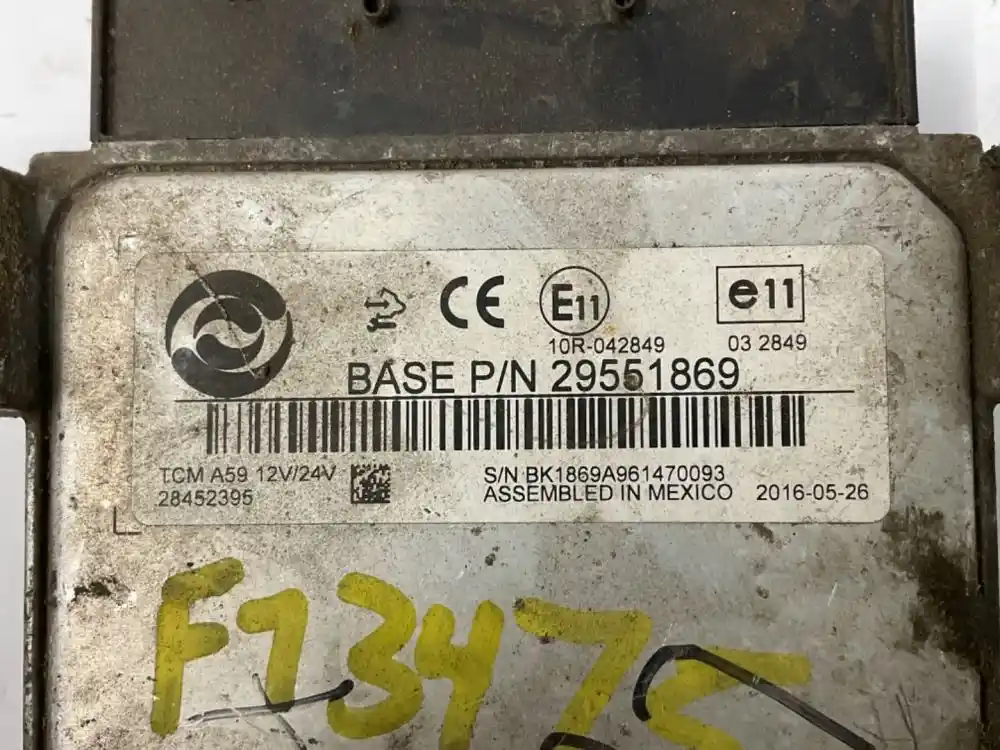 CE E11 e11
10R-042849 03 2849
BASE P/N 29551869
TCM A59 12V/24V S/N BK1869A961470093
28452395 ASSEMBLED IN MEXICO 2016-05-26
F1347